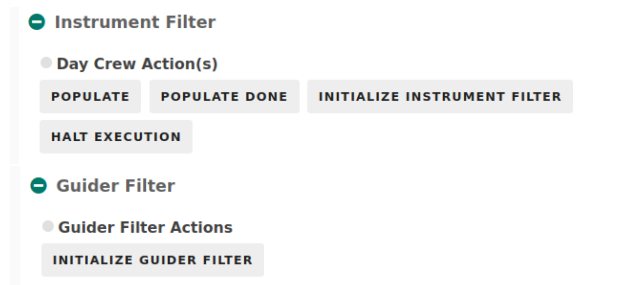 Instrument Filter
Day Crew Action(s)
POPULATE POPULATE DONE INITIALIZE INSTRUMENT FILTER
HALT EXECUTION
Guider Filter
Guider Filter Actions
INITIALIZE GUIDER FILTER